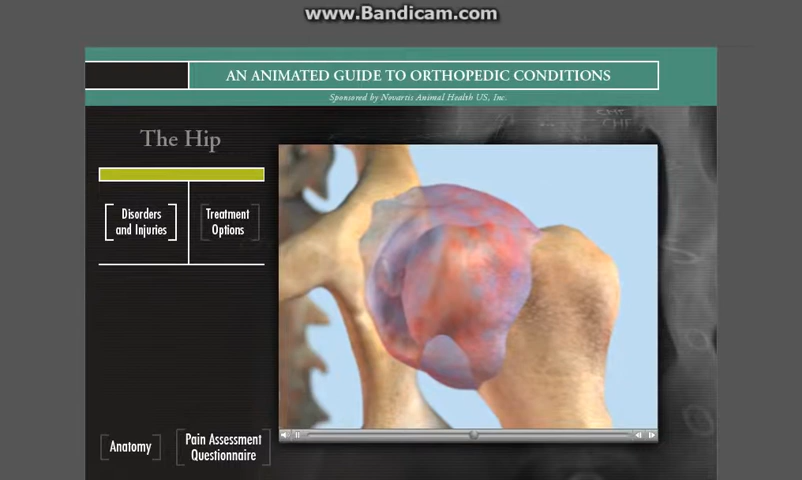 www.Bandicam.com
AN ANIMATED GUIDE TO ORTHOPEDIC CONDITIONS
Sponsored by Novartis Animal Health US, Inc.
CHF
The Hip
Disorders
and Injuries
Treatment
Options
Anatomy
Pain Assessment
Questionnaire